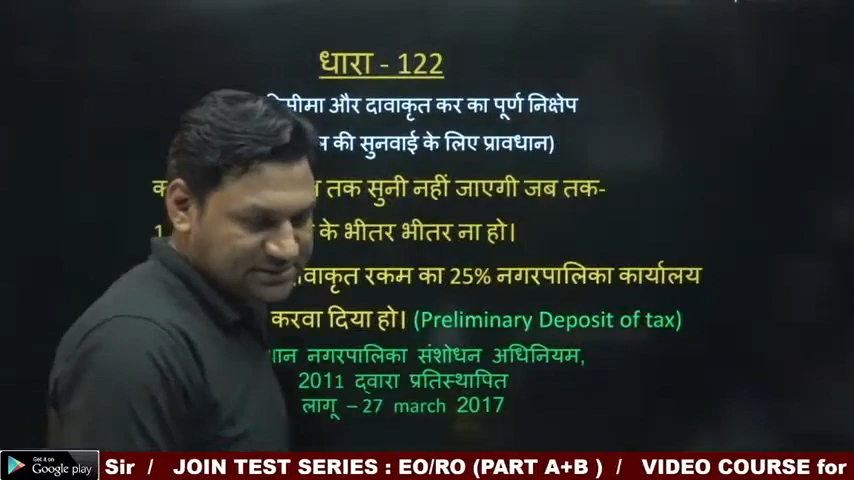 धारा - 122
और दावाकृत कर का पूर्ण निक्षेप
की सुनवाई के लिए प्रावधान)
तक सुनी नहीं जाएगी जब तक-
1 के भीतर भीतर ना हो।
दावाकृत रकम का 25% नगरपालिका कार्यालय
करवा दिया हो। (Preliminary Deposit of tax)
नगरपालिका संशोधन अधिनियम,
2011 द्वारा प्रतिस्थापित
लागू – 27 march 2017
Get it on
Google play
Sir / JOIN TEST SERIES : EO/RO (PART A+B ) / VIDEO COURSE for